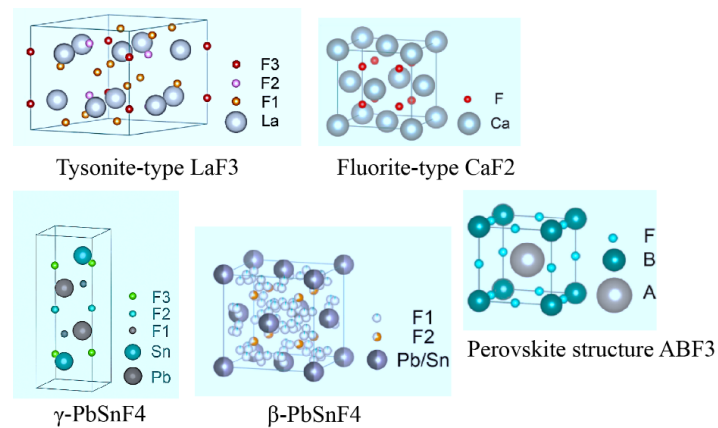 F3
F2
F1
La
Tysonite-type LaF3
F
Ca
Fluorite-type CaF2
F3
F2
F1
Sn
Pb
γ-PbSnF4
F1
F2
Pb/Sn
β-PbSnF4
F
B
A
Perovskite structure ABF3